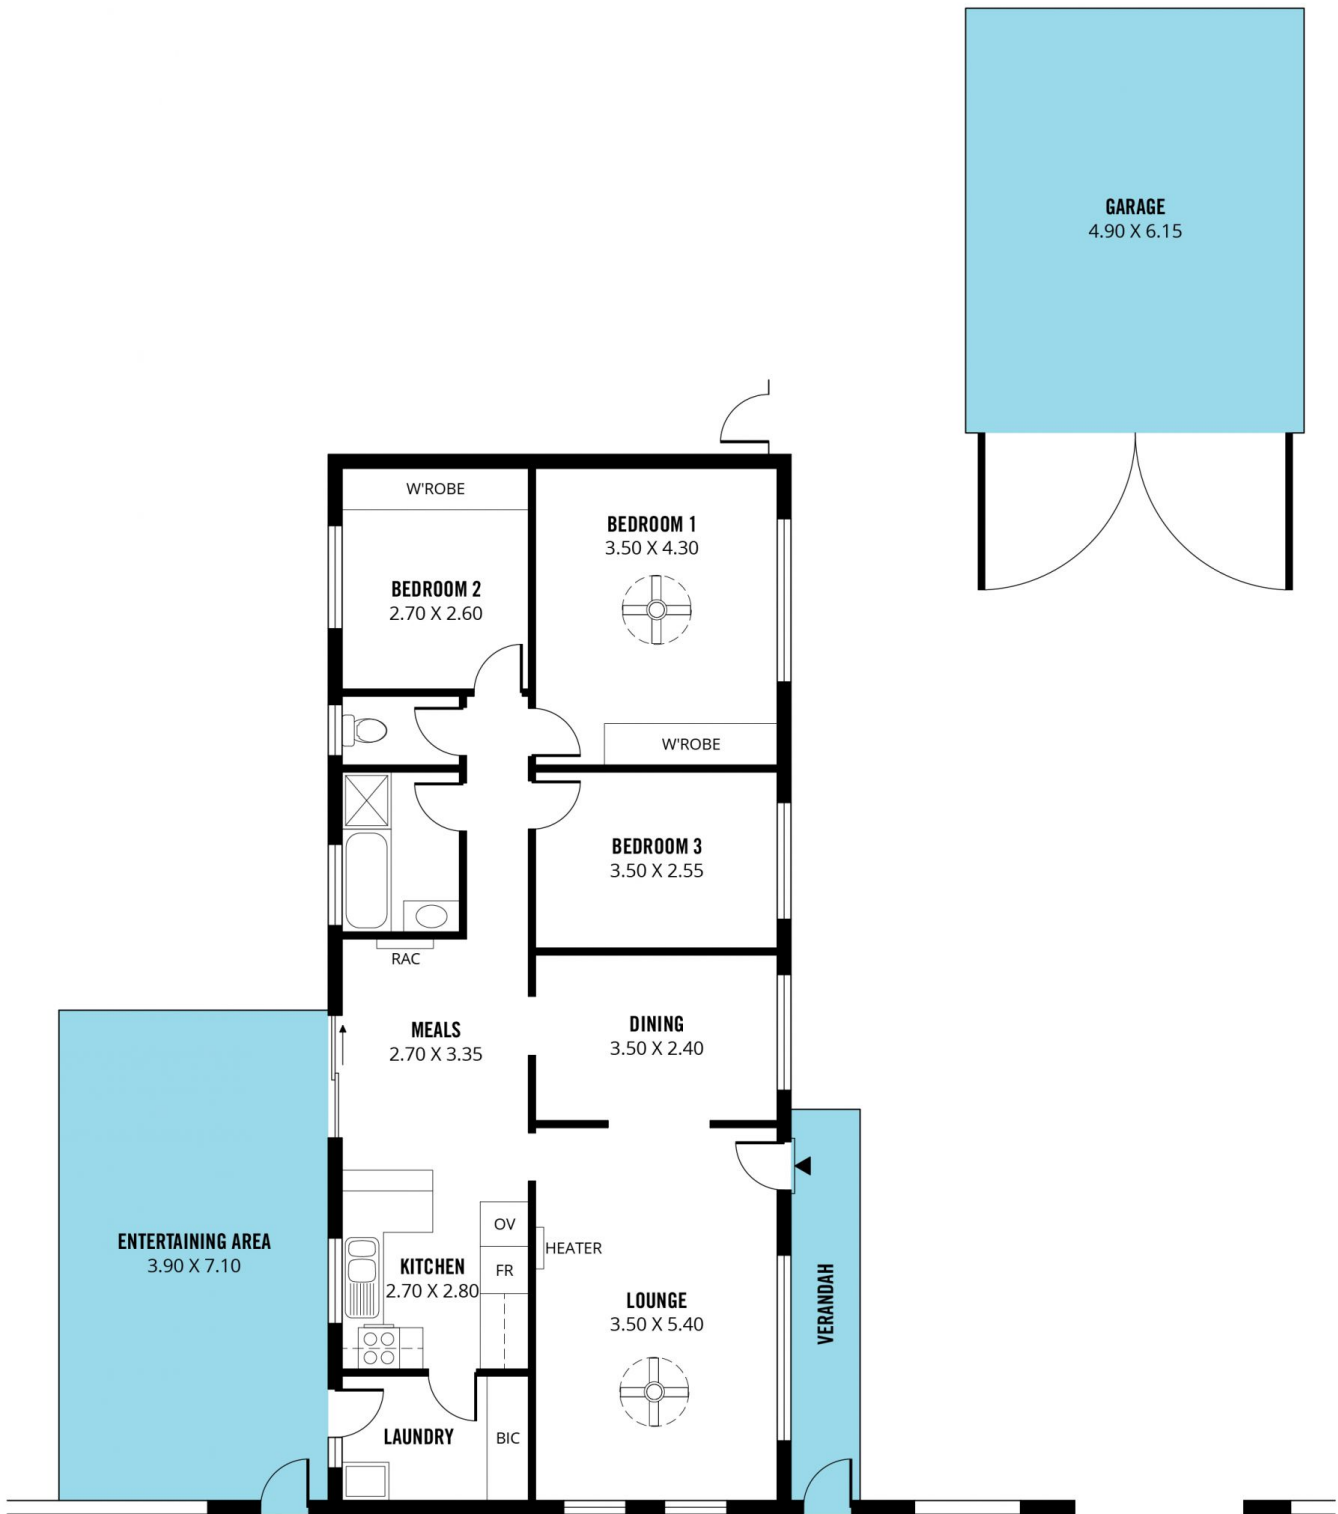 GARAGE
4.90 X 6.15
W'ROBE
BEDROOM 1
3.50 X 4.30
BEDROOM 2
2.70 X 2.60
W'ROBE
BEDROOM 3
3.50 X 2.55
RAC
MEALS
2.70 X 3.35
DINING
3.50 X 2.40
ENTERTAINING AREA
3.90 X 7.10
OV
HEATER
KITCHEN
2.70 X 2.80
FR
LOUNGE
3.50 X 5.40
VERANDAH
LAUNDRY
BIC